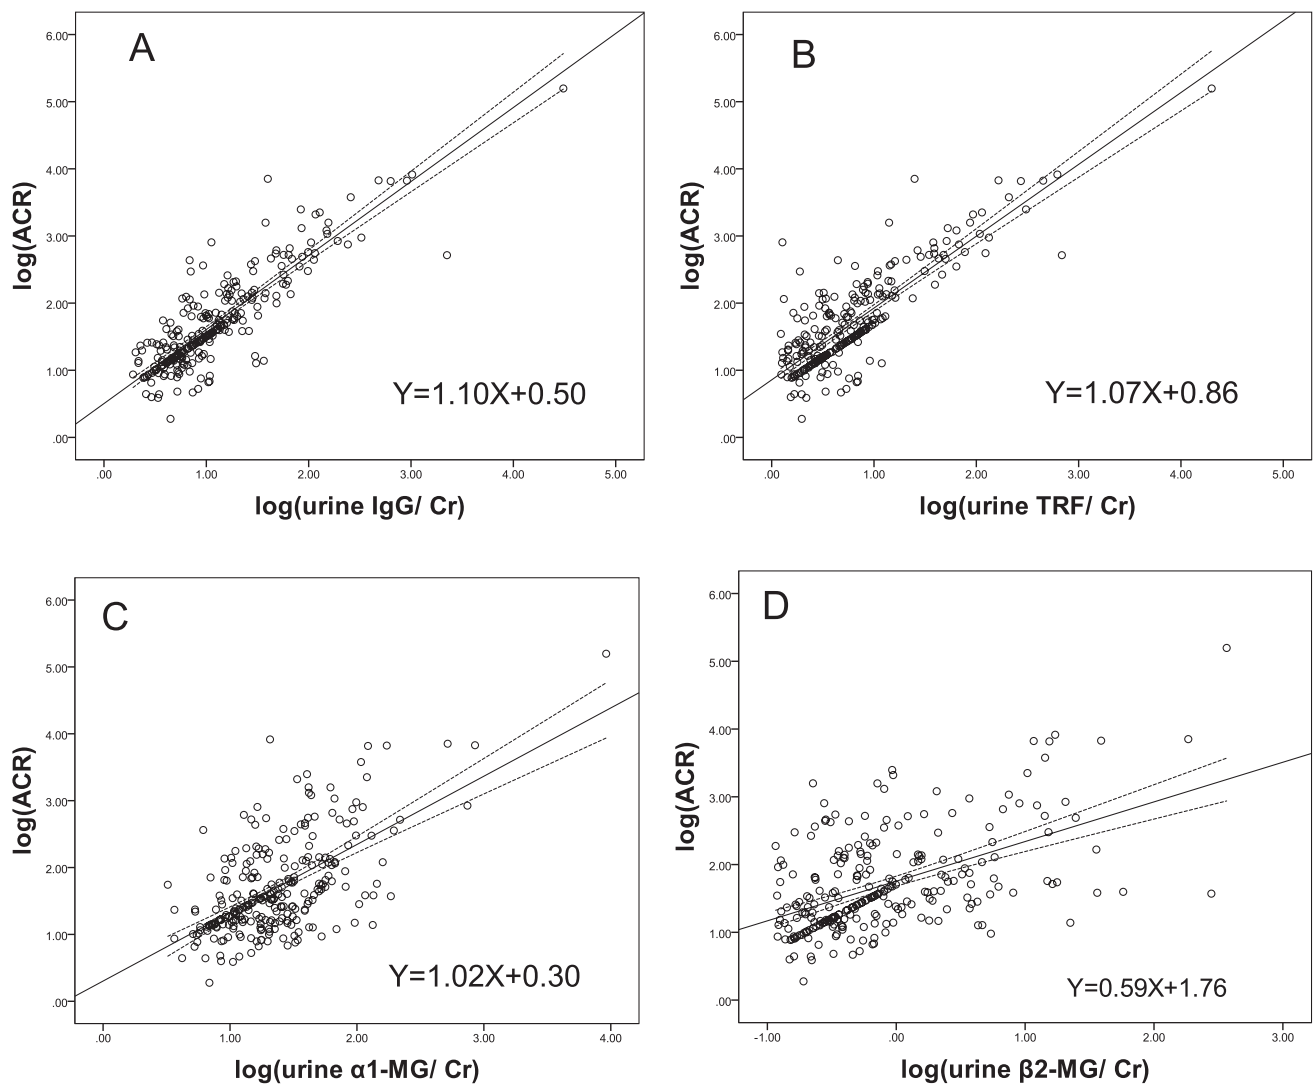 A
6.00
5.00
4.00
3.00
2.00
1.00
.00
log(ACR)
Y=1.10X+0.50
.00 1.00 2.00 3.00 4.00 5.00
log(urine IgG/ Cr)
B
6.00
5.00
4.00
3.00
2.00
1.00
.00
log(ACR)
Y=1.07X+0.86
.00 1.00 2.00 3.00 4.00 5.00
log(urine TRF/ Cr)
C
6.00
5.00
4.00
3.00
2.00
1.00
.00
log(ACR)
Y=1.02X+0.30
.00 1.00 2.00 3.00 4.00
log(urine α1-MG/ Cr)
D
6.00
5.00
4.00
3.00
2.00
1.00
.00
log(ACR)
Y=0.59X+1.76
-1.00 .00 1.00 2.00 3.00
log(urine β2-MG/ Cr)